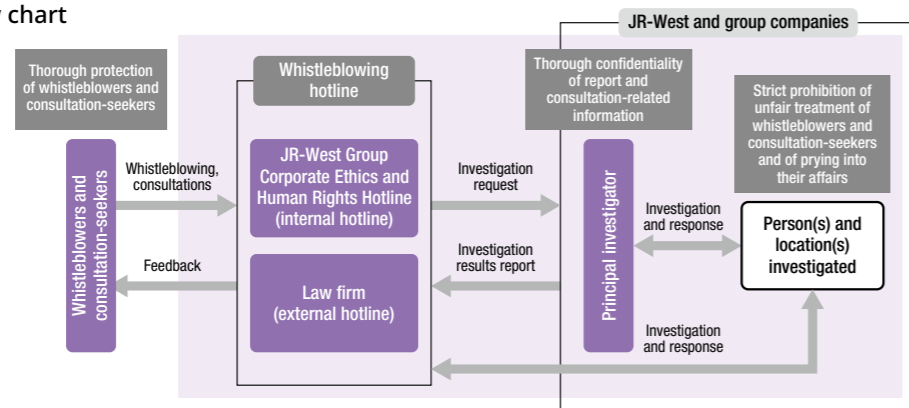 chart
JR-West and group companies
Thorough protection
of whistleblowers and
consultation-seekers
Whistleblowing
hotline
Thorough confidentiality
of report and
consultation-related
information
Strict prohibition of
unfair treatment of
whistleblowers and
consultation-seekers
and of prying into
their affairs
Whistleblowers and
consultation-seekers
Whistleblowing,
consultations
JR-West Group
Corporate Ethics and
Human Rights Hotline
(internal hotline)
Investigation
request
Principal investigator
Investigation
and response
Person(s) and
location(s)
investigated
Feedback
Law firm
(external hotline)
Investigation
results report
Investigation
and response